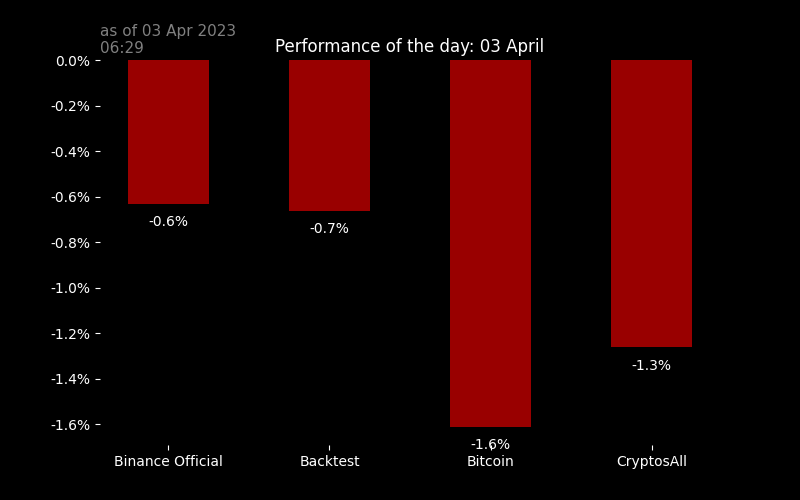 as of 03 Apr 2023
06:29
Performance of the day: 03 April
0.0%
-0.2%
-0.4%
-0.6%
-0.8%
-1.0%
-1.2%
-1.4%
-1.6%
-0.6%
-0.7%
-1.6%
-1.3%
Binance Official
Backtest
Bitcoin
CryptosAll